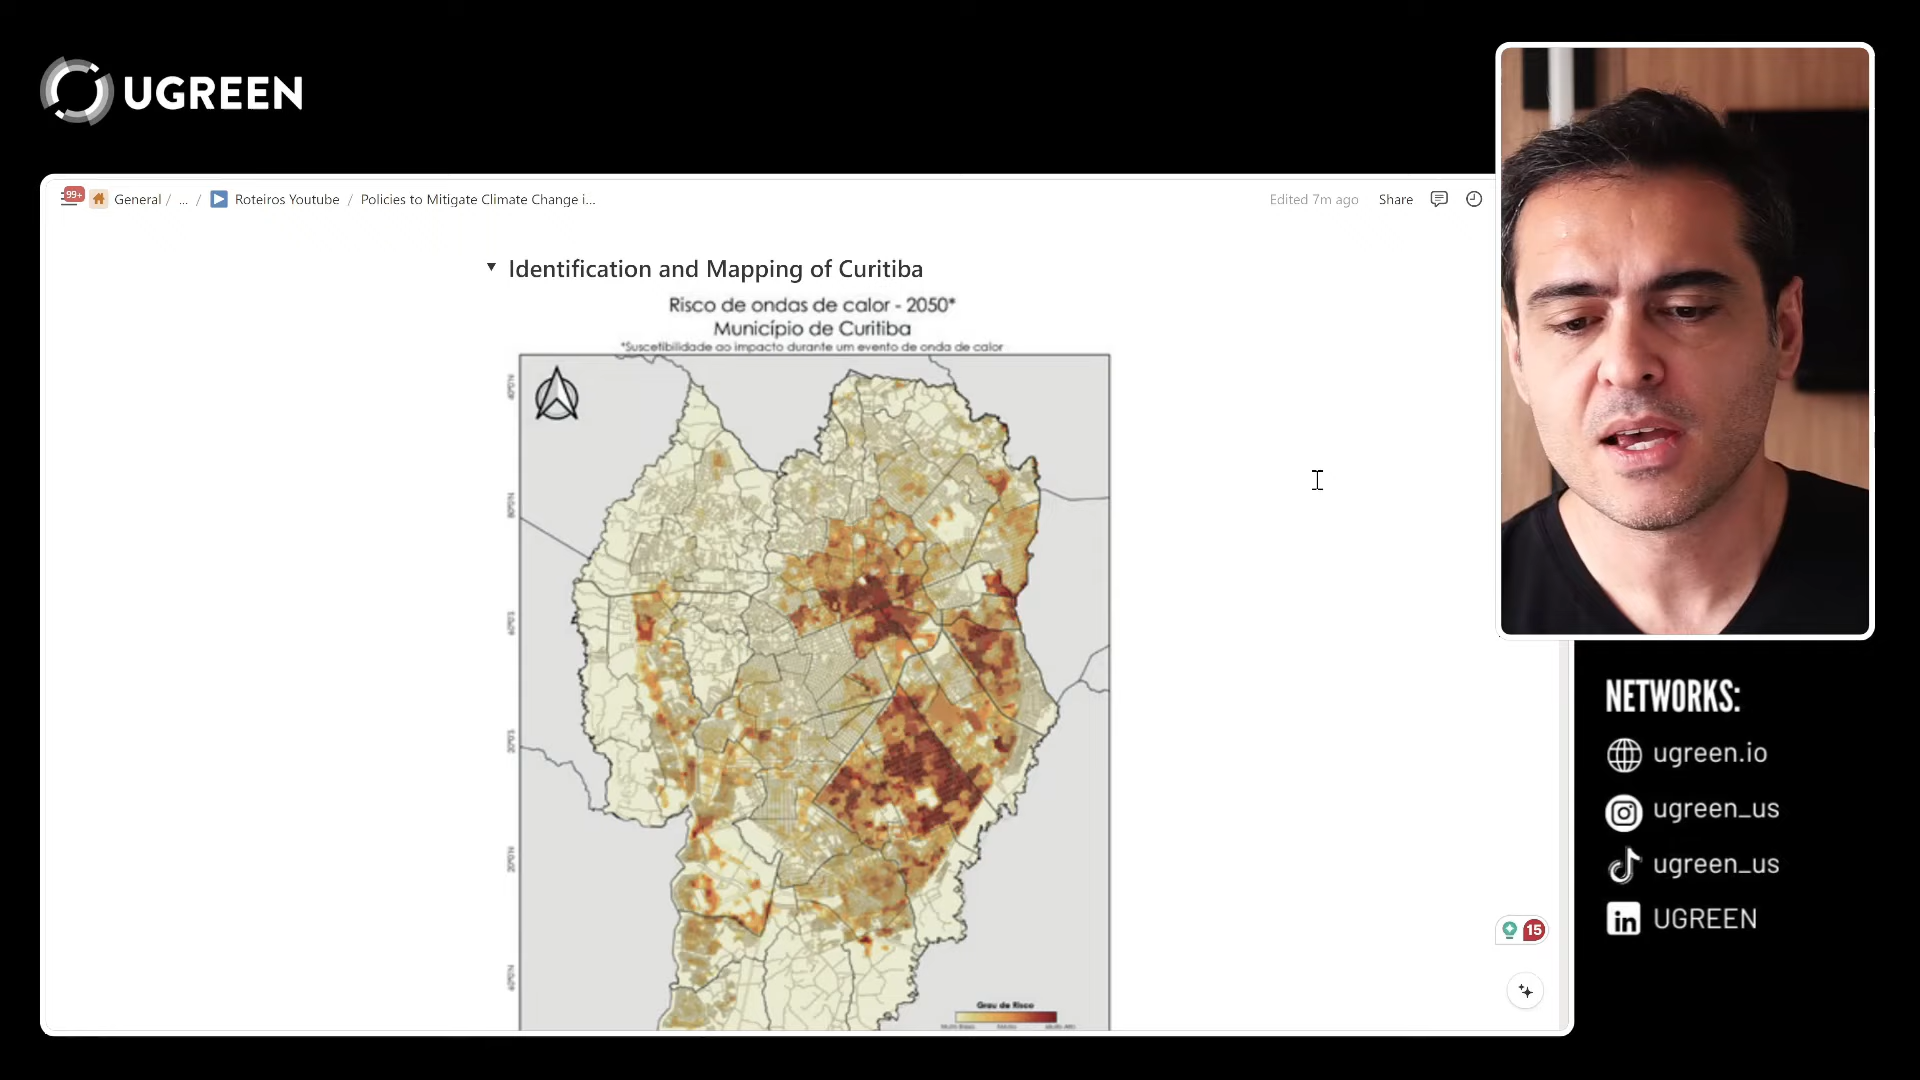 UGREEN
99+
General / ... / Roteiros Youtube / Policies to Mitigate Climate Change i...
Edited 7m ago
Share
Identification and Mapping of Curitiba
Risco de ondas de calor - 2050*
Município de Curitiba
*Suscetibilidade ao impacto durante um evento de onda de calor
Grau de Risco
15
NETWORKS:
ugreen.io
ugreen_us
ugreen_us
UGREEN